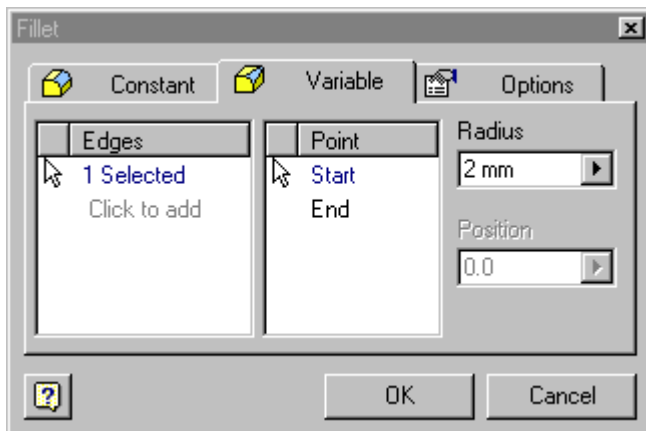 Fillet
Constant Variable Options
Edges Point Radius
1 Selected Start 2 mm
Click to add End
Position
0.0
OK Cancel